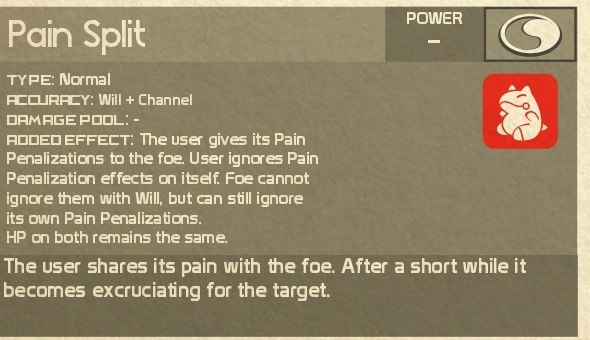 Pain Split
POWER
–
TYPE: Normal
ACCURACY: Will + Channel
DAMAGE POOL: -
ADDED EFFECT: The user gives its Pain
Penalizations to the foe. User ignores Pain
Penalization effects on itself. Foe cannot
ignore them with Will, but can still ignore
its own Pain Penalizations.
HP on both remains the same.
The user shares its pain with the foe. After a short while it
becomes excruciating for the target.